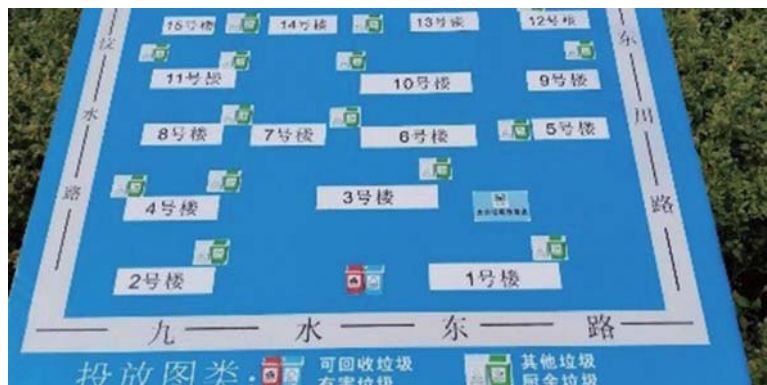 15号楼 14号楼 13号楼 12号楼
11号楼 10号楼 9号楼
8号楼 7号楼 6号楼 5号楼
4号楼 3号楼
2号楼 1号楼
水路
东川路
九水东路
投放图类:
可回收垃圾
有害垃圾
其他垃圾
厨余垃圾